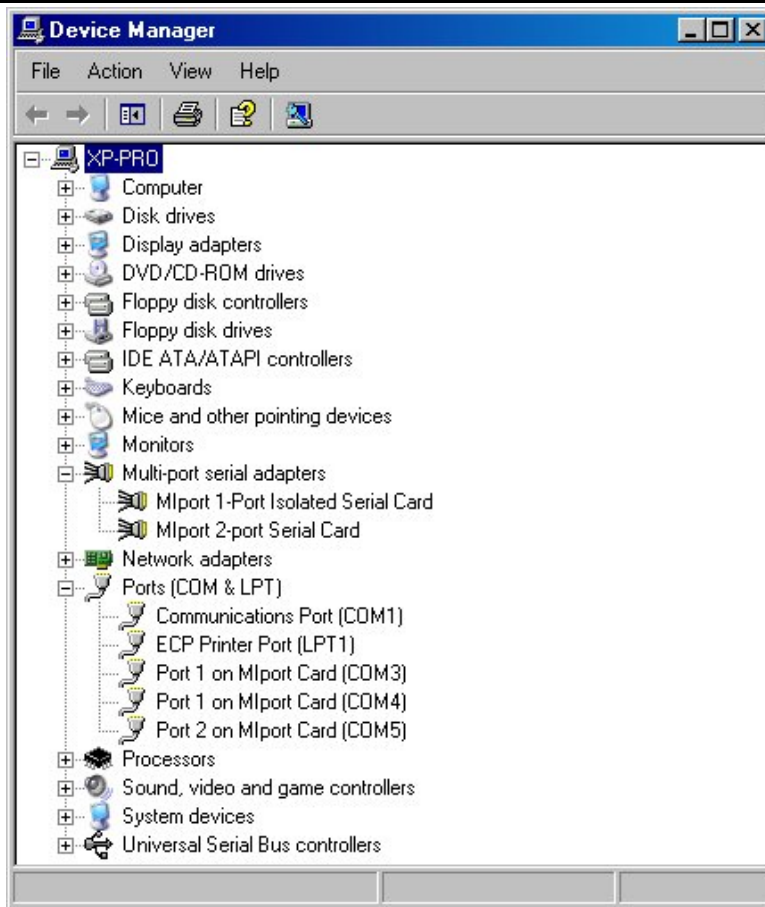 Device Manager
File Action View Help
XP-PRO
Computer
Disk drives
Display adapters
DVD/CD-ROM drives
Floppy disk controllers
Floppy disk drives
IDE ATA/ATAPI controllers
Keyboards
Mice and other pointing devices
Monitors
Multi-port serial adapters
MIport 1-Port Isolated Serial Card
MIport 2-port Serial Card
Network adapters
Ports (COM & LPT)
Communications Port (COM1)
ECP Printer Port (LPT1)
Port 1 on MIport Card (COM3)
Port 1 on MIport Card (COM4)
Port 2 on MIport Card (COM5)
Processors
Sound, video and game controllers
System devices
Universal Serial Bus controllers